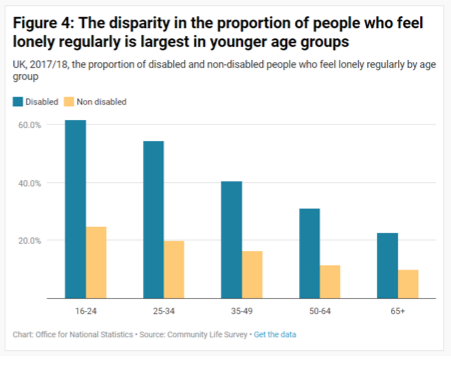 Figure 4: The disparity in the proportion of people who feel
lonely regularly is largest in younger age groups
UK, 2017/18, the proportion of disabled and non-disabled people who feel lonely regularly by age
group
Disabled Non disabled
60.0%
40.0%
20.0%
16-24 25-34 35-49 50-64 65+
Chart: Office for National Statistics • Source: Community Life Survey • Get the data